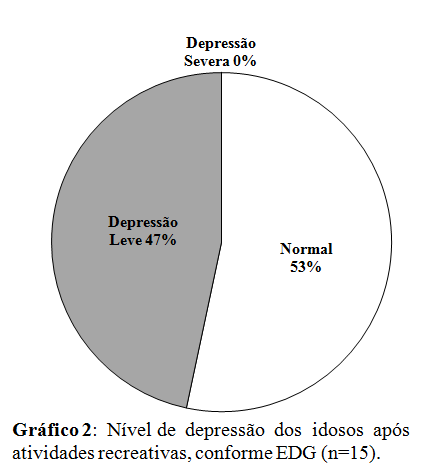 Depressão
Severa 0%
Depressão
Leve 47%
Normal
53%
Gráfico 2: Nível de depressão dos idosos após
atividades recreativas, conforme EDG (n=15).